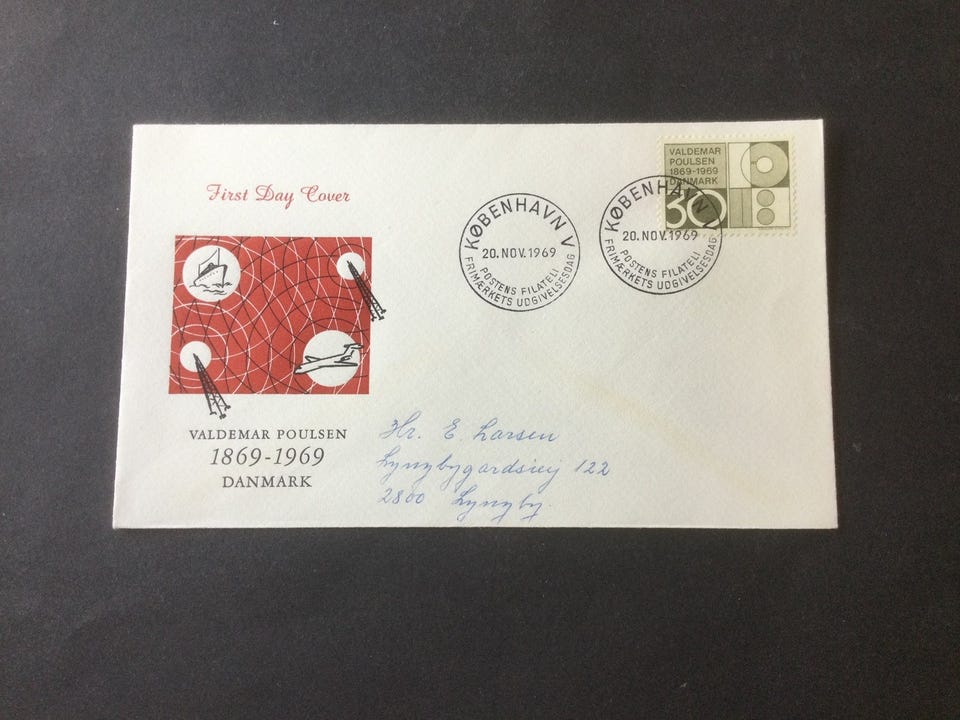 First Day Cover
VALDEMAR POULSEN
1869-1969
DANMARK
KØBENHAVN V
20. NOV. 1969
POSTENS FILATELI
FRIMÆRKETS UDGIVELSESDAG
KØBENHAVN V
20. NOV. 1969
POSTENS FILATELI
FRIMÆRKETS UDGIVELSESDAG
VALDEMAR
POULSEN
1869-1969
DANMARK
30
Hr. E. Larsen
Lyngbygardsvej 122
2800 Lyngby.